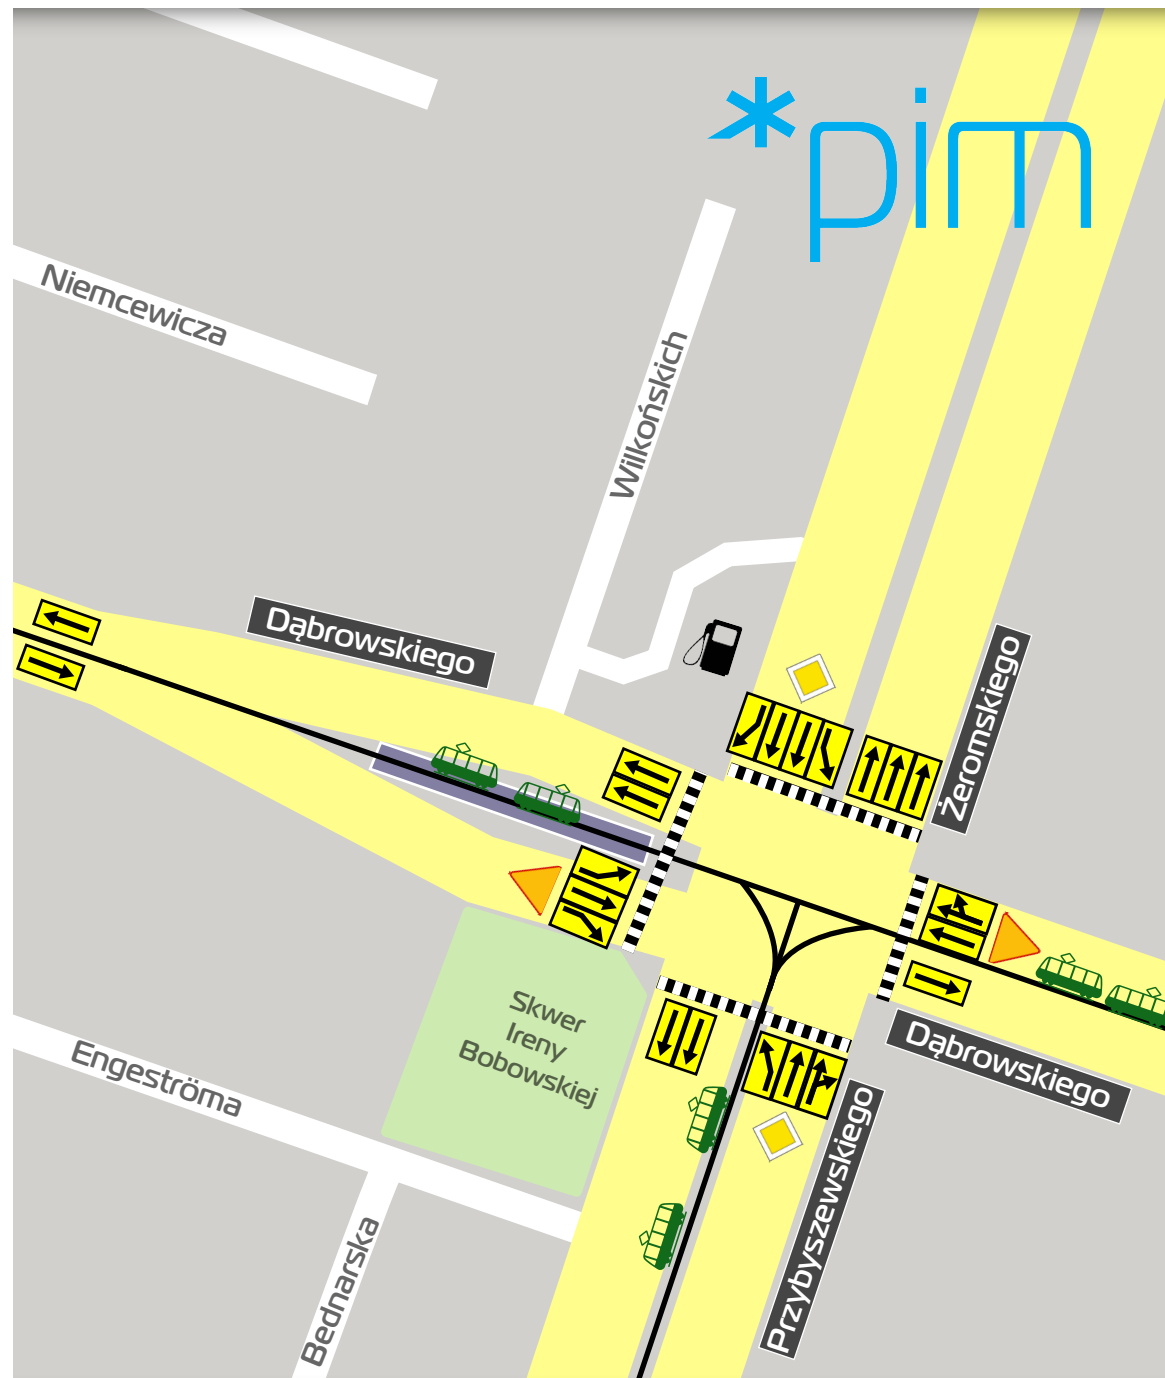 *pim
Niemcewicza
Wilkońskich
Dąbrowskiego
Żeromskiego
Skwer
Ireny
Bobowskiej
Dąbrowskiego
Engeströma
Przybyszewskiego
Bednarska